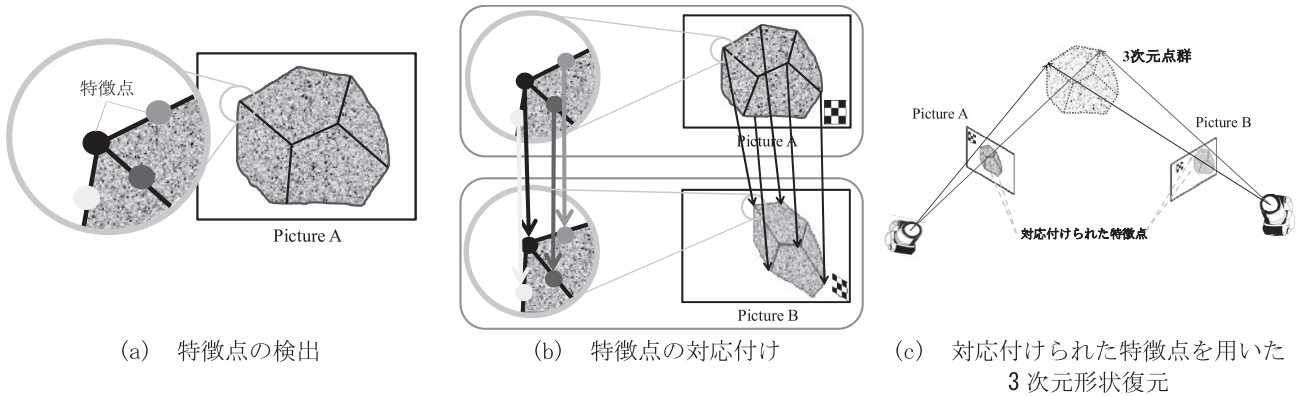 特徴点
Picture A
(a) 特徴点の検出
Picture A
Picture B
(b) 特徴点の対応付け
3次元点群
Picture A
Picture B
対応付けられた特徴点
(c) 対応付けられた特徴点を用いた
3次元形状復元